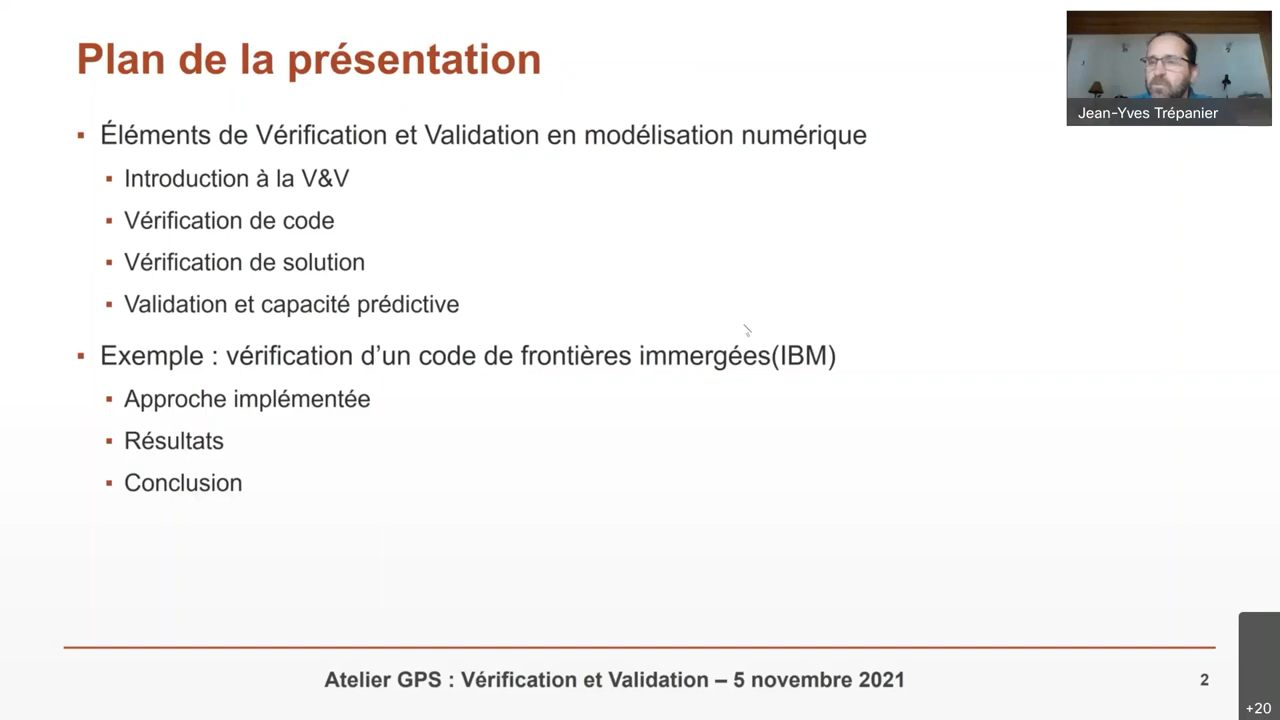 Plan de la présentation
Jean-Yves Trépanier
▪ Éléments de Vérification et Validation en modélisation numérique
▪ Introduction à la V&V
▪ Vérification de code
▪ Vérification de solution
▪ Validation et capacité prédictive
▪ Exemple : vérification d’un code de frontières immergées(IBM)
▪ Approche implémentée
▪ Résultats
▪ Conclusion
Atelier GPS : Vérification et Validation – 5 novembre 2021
2
+20